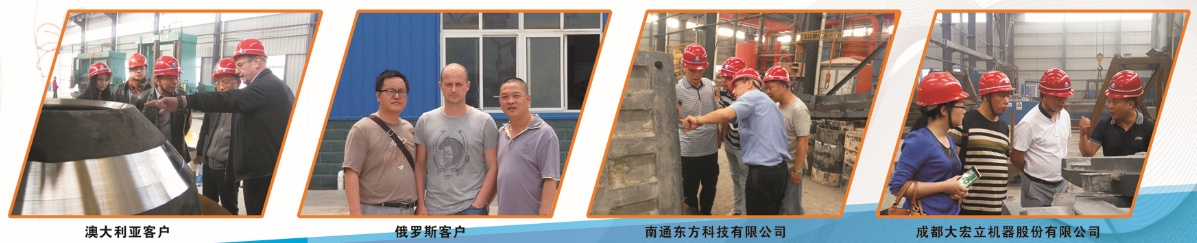 澳大利亚客户
俄罗斯客户
南通东方科技有限公司
成都大宏立机器股份有限公司